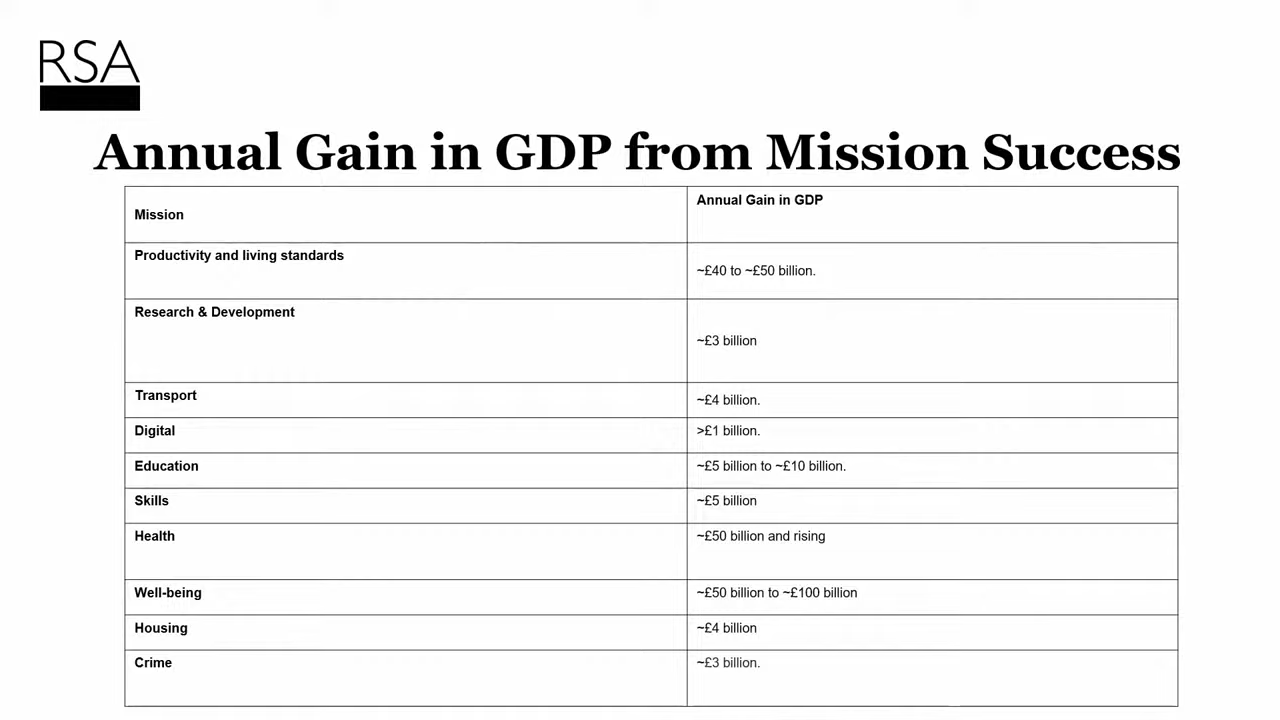 RSA
Annual Gain in GDP from Mission Success
Mission
Annual Gain in GDP
Productivity and living standards
~£40 to ~£50 billion.
Research & Development
~£3 billion
Transport
~£4 billion.
Digital
>£1 billion.
Education
~£5 billion to ~£10 billion.
Skills
~£5 billion
Health
~£50 billion and rising
Well-being
~£50 billion to ~£100 billion
Housing
~£4 billion
Crime
~£3 billion.